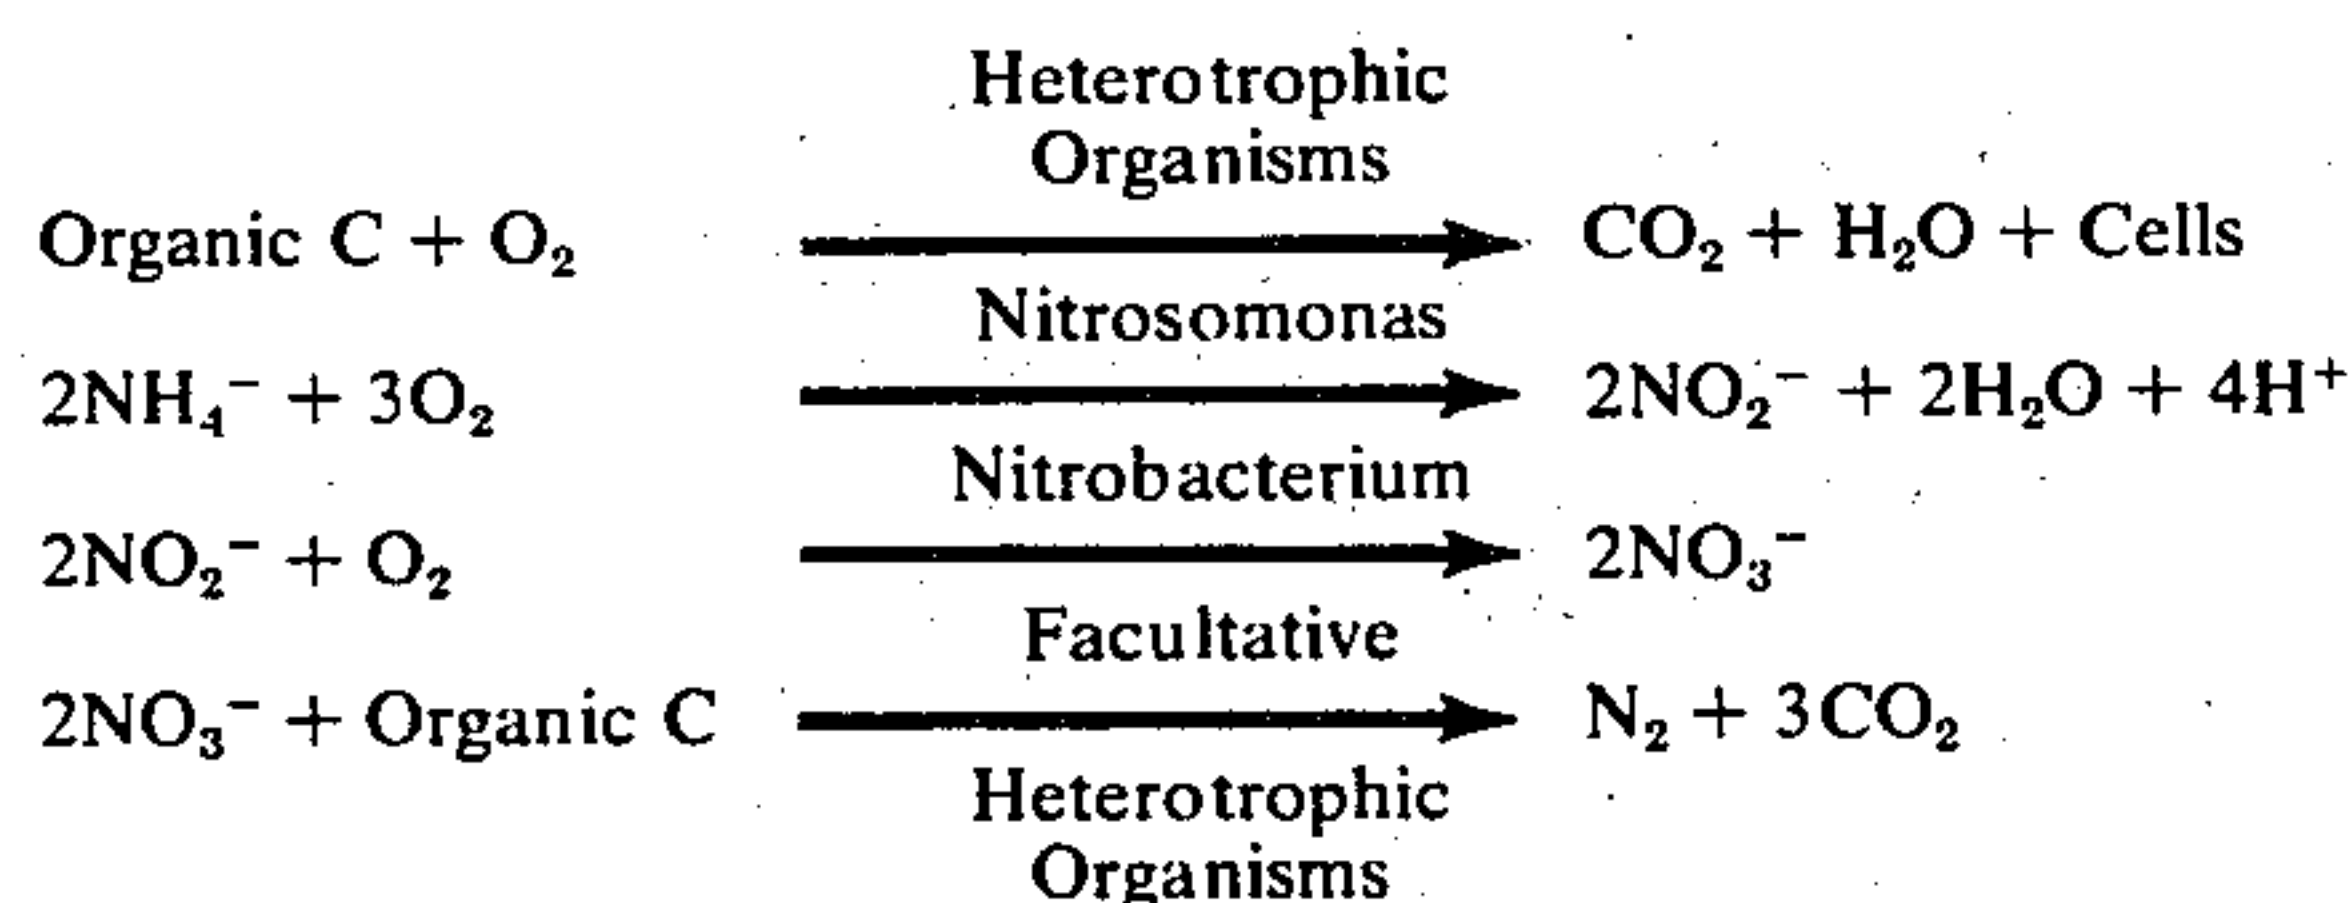 Heterotrophic
Organisms
Organic C + O₂ ⟶ CO₂ + H₂O + Cells
Nitrosomonas
2NH₄⁻ + 3O₂ ⟶ 2NO₂⁻ + 2H₂O + 4H⁺
Nitrobacterium
2NO₂⁻ + O₂ ⟶ 2NO₃⁻
Facultative
2NO₃⁻ + Organic C ⟶ N₂ + 3CO₂
Heterotrophic
Organisms